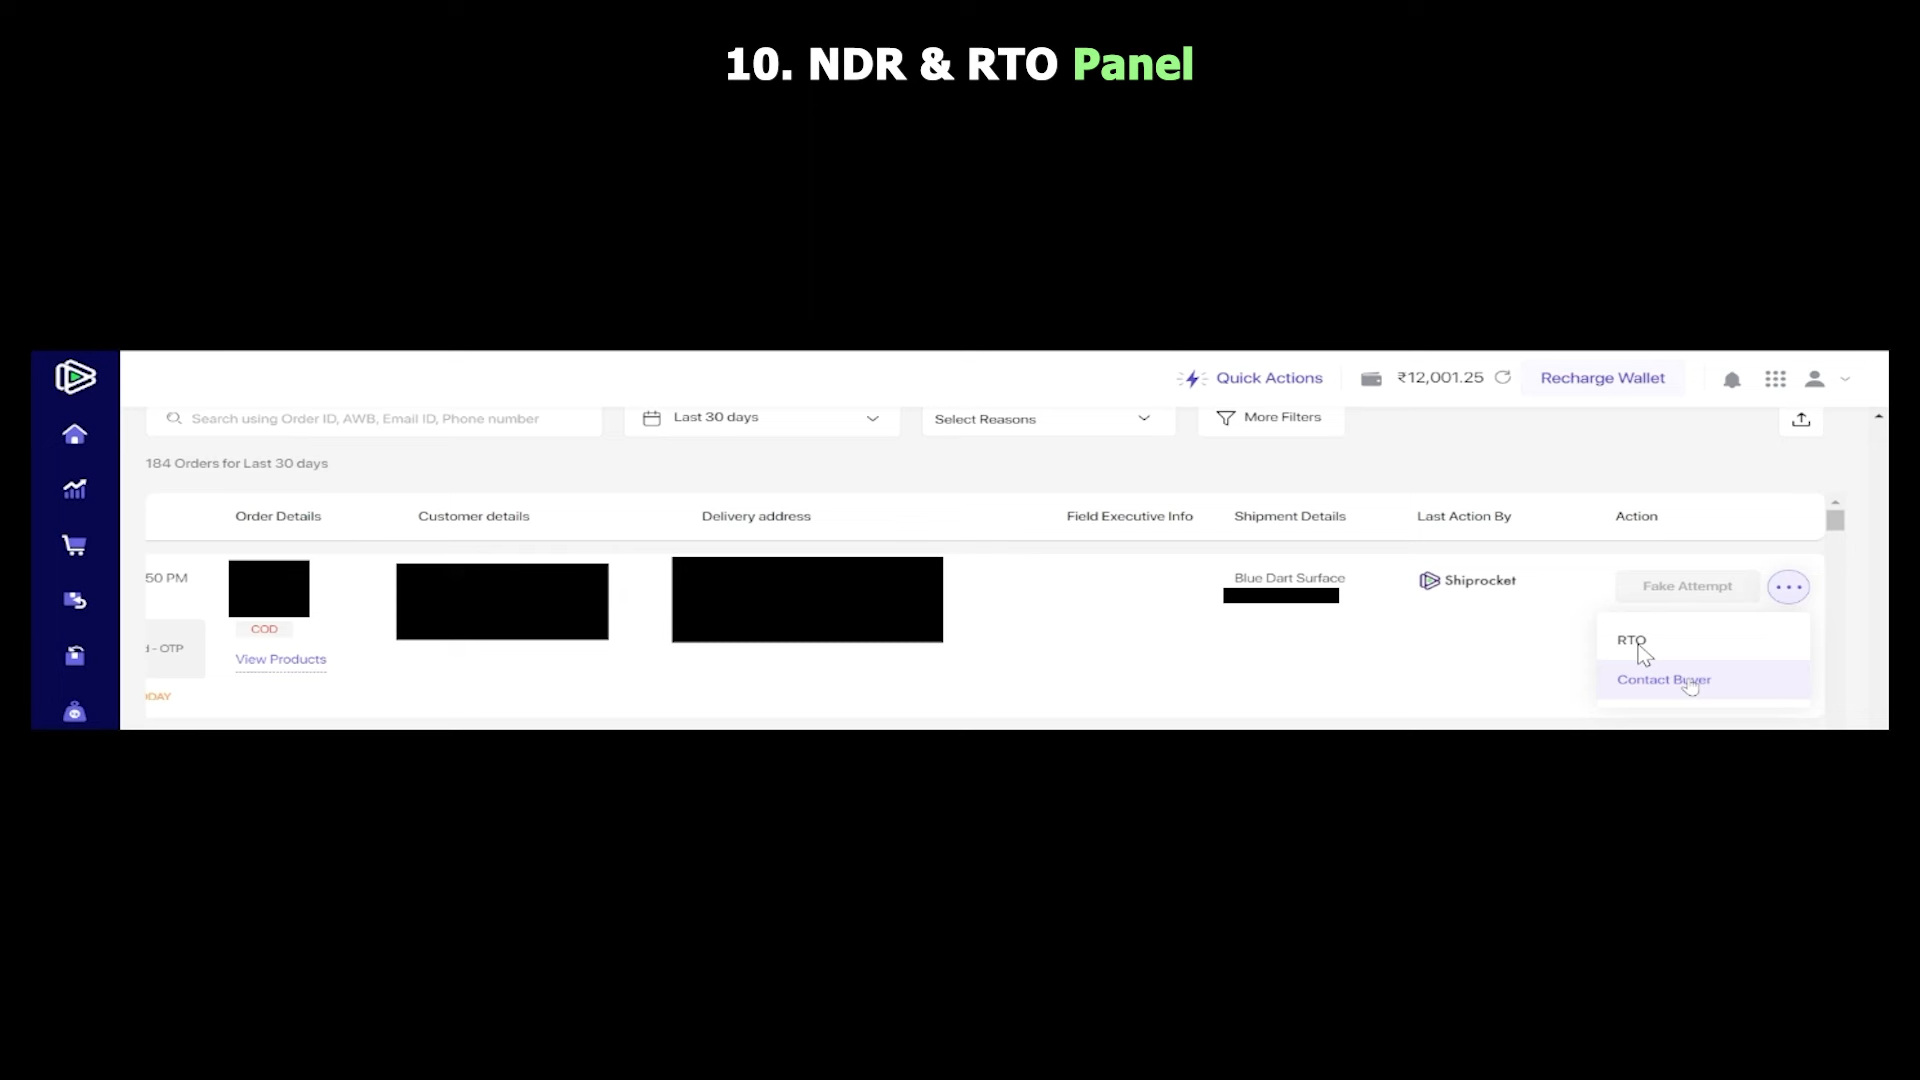 10. NDR & RTO Panel
Quick Actions
₹12,001.25
Recharge Wallet
Search using Order ID, AWB, Email ID, Phone number
Last 30 days
Select Reasons
More Filters
184 Orders for Last 30 days
Order Details
Customer details
Delivery address
Field Executive Info
Shipment Details
Last Action By
Action
50 PM
COD
View Products
Blue Dart Surface
Shiprocket
Fake Attempt
- OTP
RTO
Contact Buyer